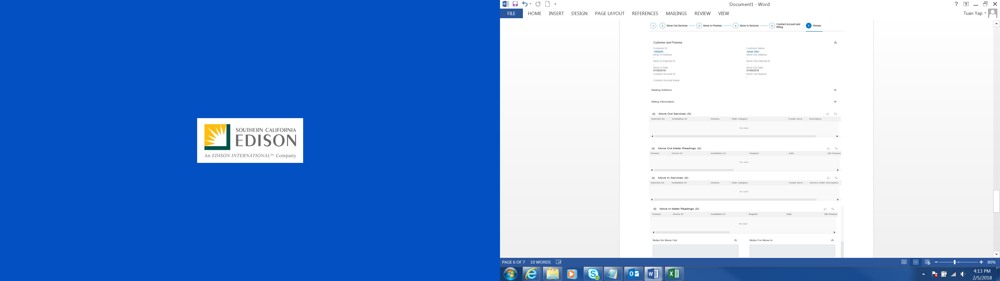 SOUTHERN CALIFORNIA
EDISON
An EDISON INTERNATIONAL℠ Company
Document1 - Word
FILE HOME INSERT DESIGN PAGE LAYOUT REFERENCES MAILINGS REVIEW VIEW
Tuan Yap
1 2 Move Out Services 3 Move In Premise 4 Move In Services 5 Contract Account and Billing 6 Review
Customer and Premise
Customer ID Customer Name
1000056 Annie DNU
Move In Address Move Out Address
- -
Move In External ID Move Out External ID
- -
Move In Date Move Out Date
01/09/2018 01/09/2018
Contract Account ID Move Out Reason
- -
Contract Account Name
Mailing Address
Billing Information
Move Out Services (0)
Selected Se... Installation ID Division Rate Category Create Servi... Description
No data
Move Out Meter Readings (0)
Division Device ID Installation ID Register Date MR Reason
No data
Move In Services (0)
Selected Se... Installation ID Division Rate Category Create Servi... Service Order Description
No data
Move In Meter Readings (0)
Division Device ID Installation ID Register Date MR Reason
No data
Notes for Move Out Notes For Move In
PAGE 6 OF 7 10 WORDS 80%
4:13 PM
2/5/2018